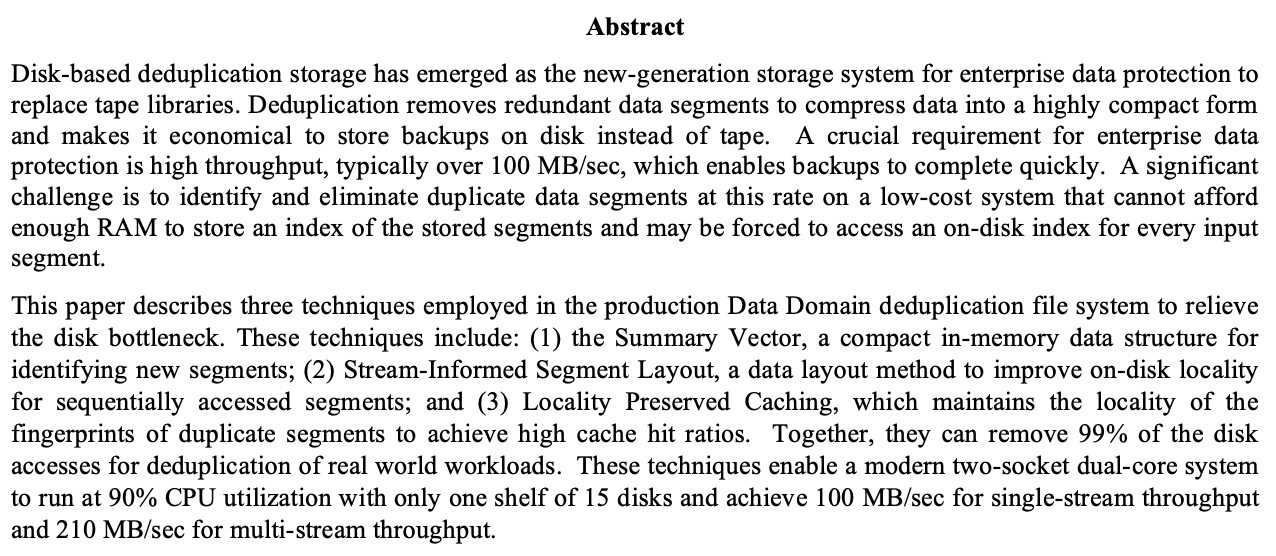 Abstract
Disk-based deduplication storage has emerged as the new-generation storage system for enterprise data protection to
replace tape libraries. Deduplication removes redundant data segments to compress data into a highly compact form
and makes it economical to store backups on disk instead of tape.  A crucial requirement for enterprise data
protection is high throughput, typically over 100 MB/sec, which enables backups to complete quickly.  A significant
challenge is to identify and eliminate duplicate data segments at this rate on a low-cost system that cannot afford
enough RAM to store an index of the stored segments and may be forced to access an on-disk index for every input
segment.
This paper describes three techniques employed in the production Data Domain deduplication file system to relieve
the disk bottleneck. These techniques include: (1) the Summary Vector, a compact in-memory data structure for
identifying new segments; (2) Stream-Informed Segment Layout, a data layout method to improve on-disk locality
for sequentially accessed segments; and (3) Locality Preserved Caching, which maintains the locality of the
fingerprints of duplicate segments to achieve high cache hit ratios.  Together, they can remove 99% of the disk
accesses for deduplication of real world workloads.  These techniques enable a modern two-socket dual-core system
to run at 90% CPU utilization with only one shelf of 15 disks and achieve 100 MB/sec for single-stream throughput
and 210 MB/sec for multi-stream throughput.